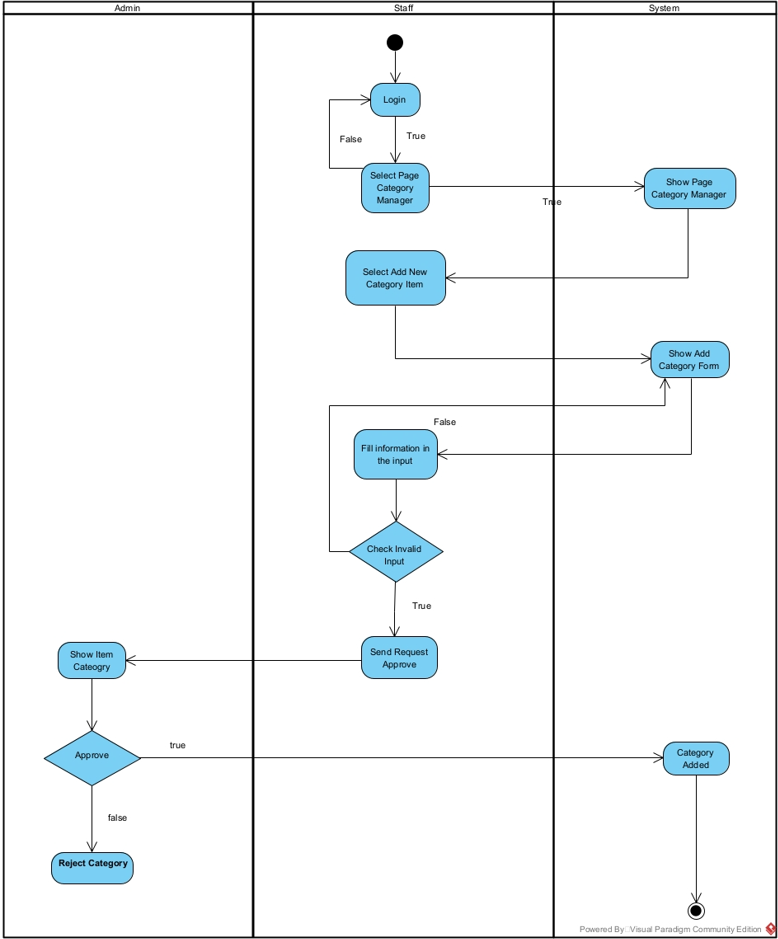 Admin
Staff
System
Login
False
True
Select Page
Category
Manager
True
Show Page
Category Manager
Select Add New
Category Item
Show Add
Category Form
False
Fill information in
the input
Check Invalid
Input
True
Send Request
Approve
Show Item
Cateogry
Approve
true
Category
Added
false
Reject Category
Powered By Visual Paradigm Community Edition